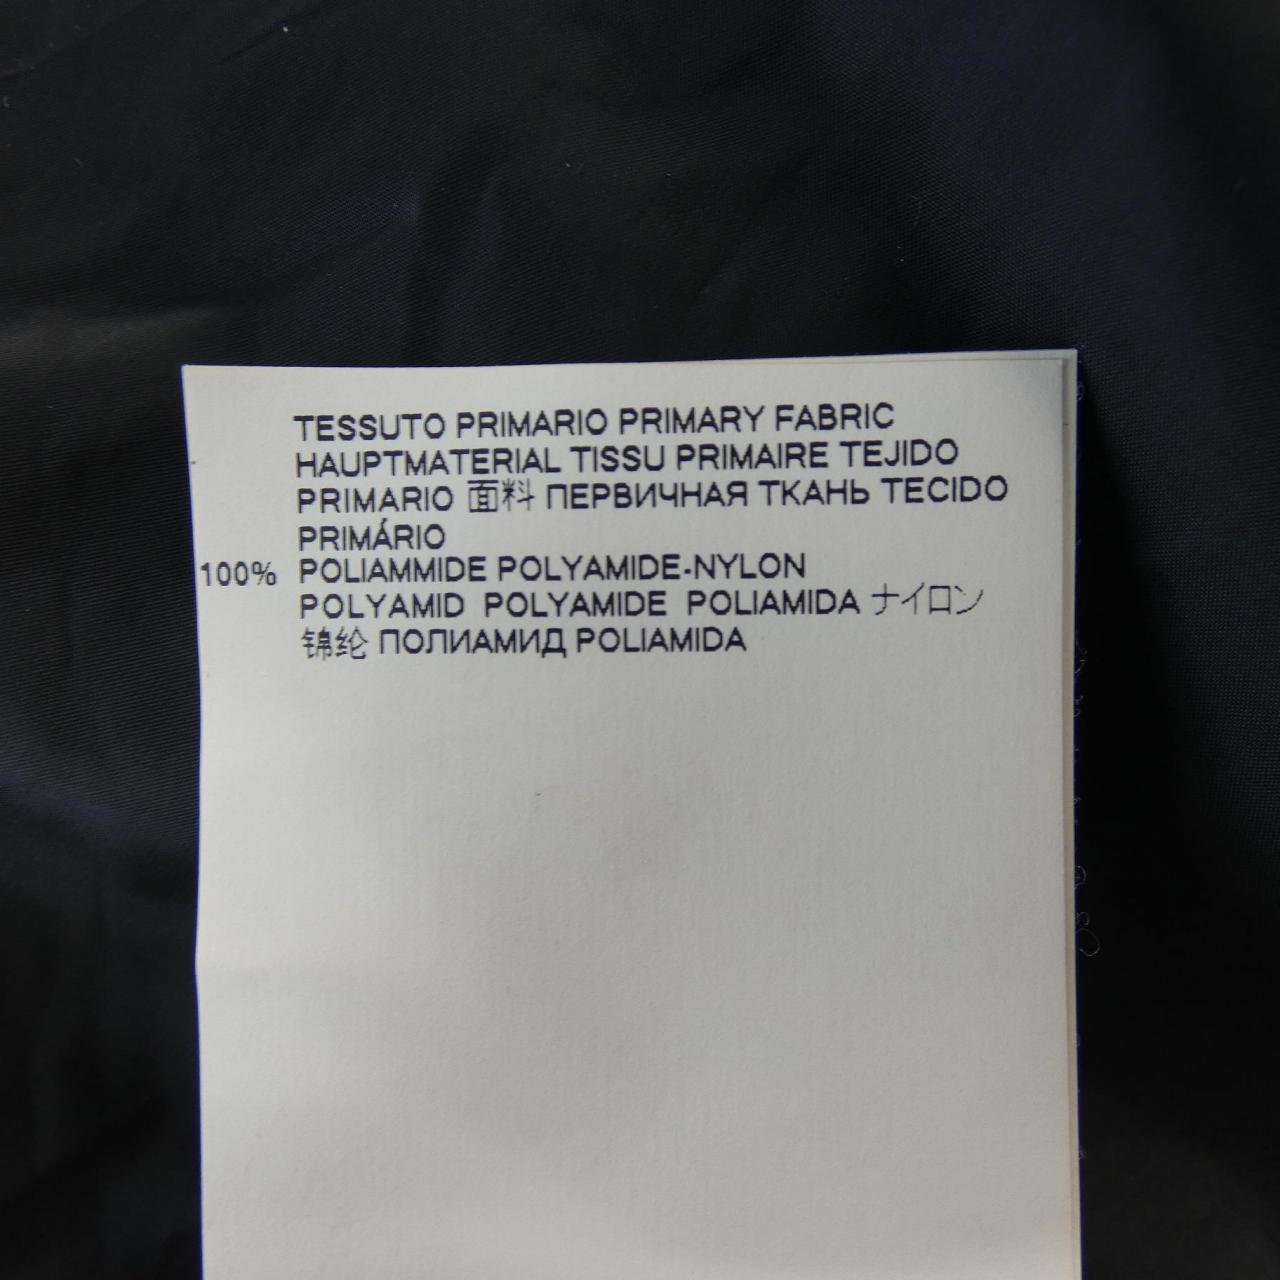 TESSUTO PRIMARIO PRIMARY FABRIC
HAUPTMATERIAL TISSU PRIMAIRE TEJIDO
PRIMARIO 面料 ПЕРВИЧНАЯ ТКАНЬ TECIDO
PRIMÁRIO
100% POLIAMMIDE POLYAMIDE-NYLON
POLYAMID POLYAMIDE POLIAMIDA ナイロン
锦纶 ПОЛИАМИД POLIAMIDA